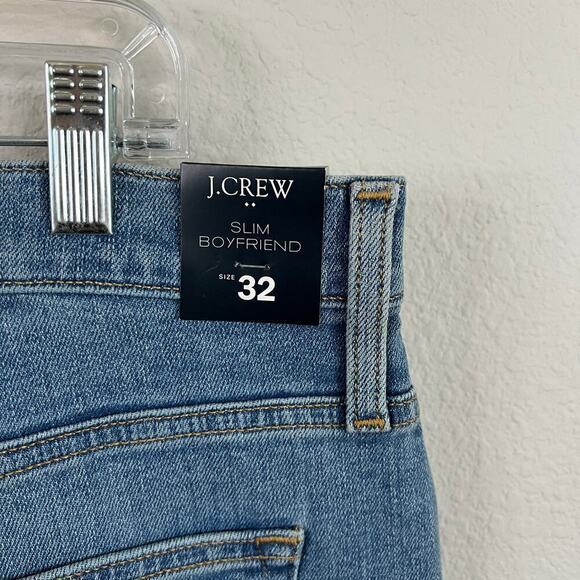 J.CREW
SLIM
BOYFRIEND
SIZE 32